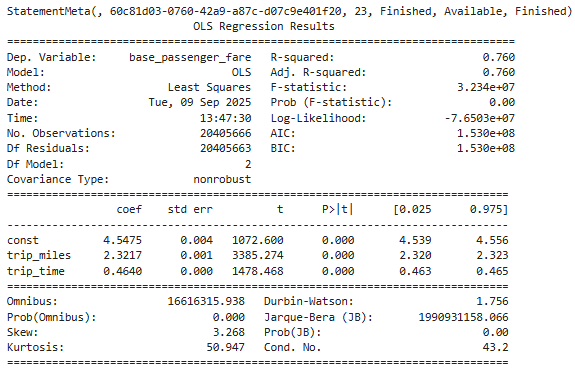 StatementMeta(, 60c81d03-0760-42a9-a87c-d07c9e401f20, 23, Finished, Available, Finished)
                            OLS Regression Results
==============================================================================
Dep. Variable:     base_passenger_fare   R-squared:                       0.760
Model:                             OLS   Adj. R-squared:                  0.760
Method:                  Least Squares   F-statistic:                 3.234e+07
Date:                 Tue, 09 Sep 2025   Prob (F-statistic):               0.00
Time:                         13:47:30   Log-Likelihood:            -7.6503e+07
No. Observations:             20405666   AIC:                         1.530e+08
Df Residuals:                 20405663   BIC:                         1.530e+08
Df Model:                            2
Covariance Type:             nonrobust
==============================================================================
                 coef    std err          t      P>|t|      [0.025      0.975]
------------------------------------------------------------------------------
const          4.5475      0.004   1072.600      0.000       4.539       4.556
trip_miles     2.3217      0.001   3385.274      0.000       2.320       2.323
trip_time      0.4640      0.000   1478.468      0.000       0.463       0.465
==============================================================================
Omnibus:                 16616315.938   Durbin-Watson:                   1.756
Prob(Omnibus):                  0.000   Jarque-Bera (JB):       1990931158.066
Skew:                           3.268   Prob(JB):                         0.00
Kurtosis:                      50.947   Cond. No.                         43.2
==============================================================================